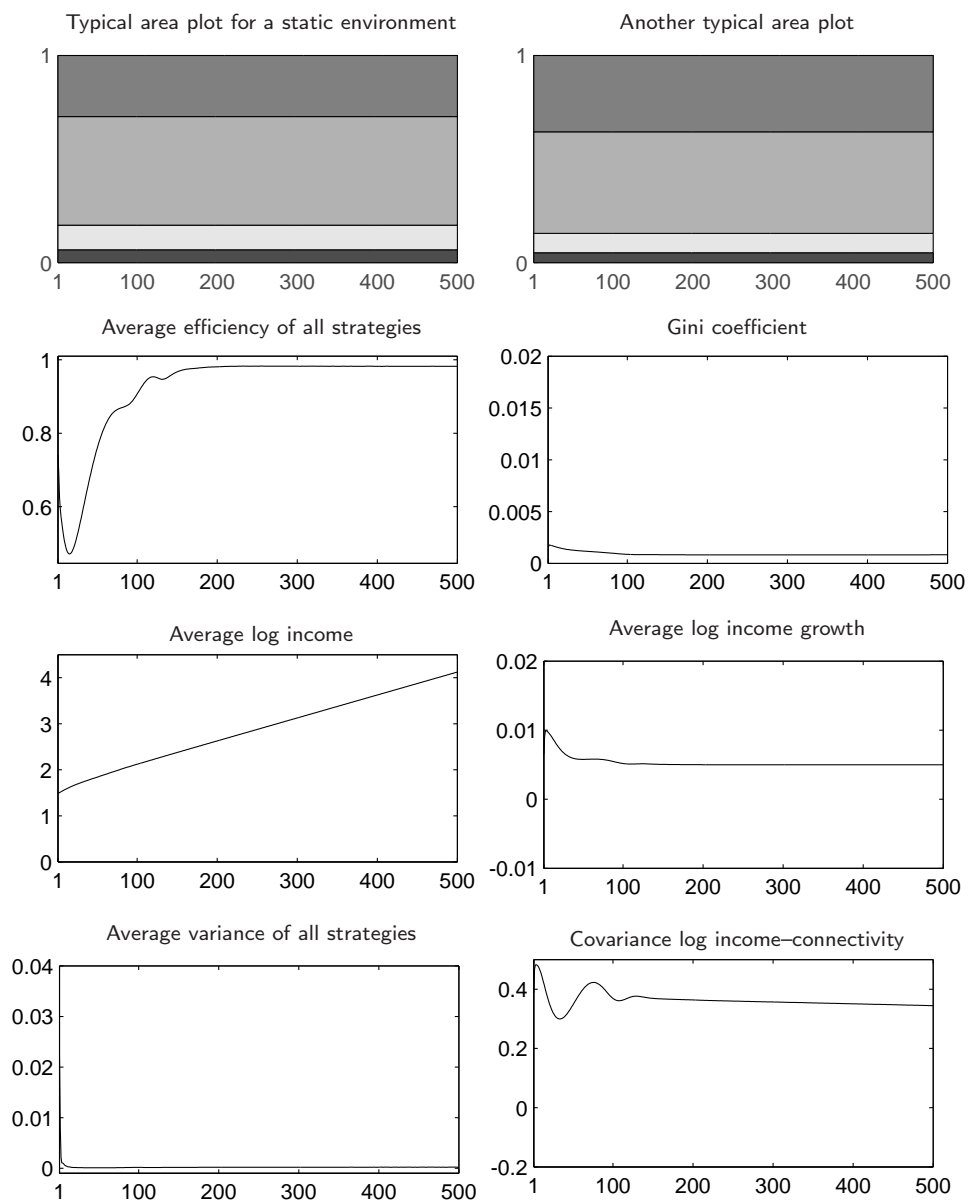 Typical area plot for a static environment
Another typical area plot
1
0
1 100 200 300 400 500
1
0
1 100 200 300 400 500
Average efficiency of all strategies
Gini coefficient
1
0.8
0.6
1 100 200 300 400 500
0.02
0.015
0.01
0.005
0
1 100 200 300 400 500
Average log income
Average log income growth
4
3
2
1
0
1 100 200 300 400 500
0.02
0.01
0
-0.01
1 100 200 300 400 500
Average variance of all strategies
Covariance log income–connectivity
0.04
0.03
0.02
0.01
0
1 100 200 300 400 500
0.4
0.2
0
-0.2
1 100 200 300 400 500